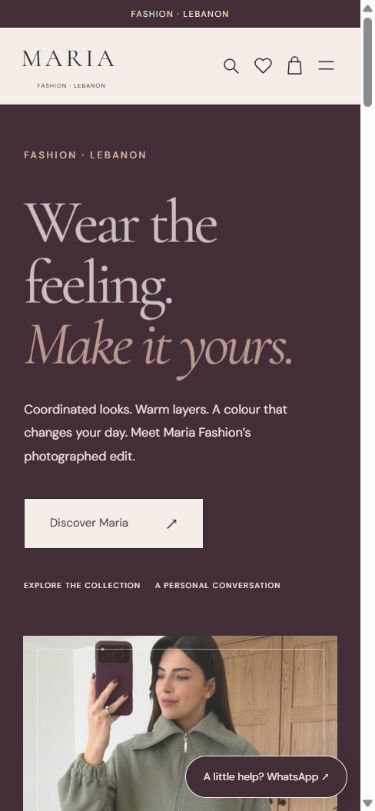 FASHION · LEBANON
MARIA
FASHION · LEBANON
FASHION · LEBANON
Wear the
feeling.
Make it yours.
Coordinated looks. Warm layers. A colour that
changes your day. Meet Maria Fashion's
photographed edit.
Discover Maria ↗
EXPLORE THE COLLECTION A PERSONAL CONVERSATION
A little help? WhatsApp ↗